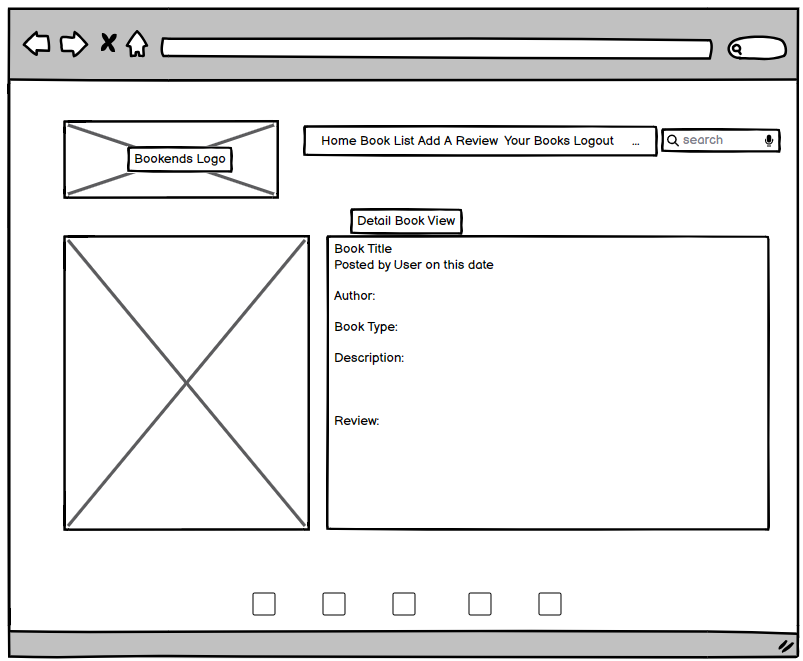 Bookends Logo
Home Book List Add A Review Your Books Logout ...
search
Detail Book View
Book Title
Posted by User on this date
Author:
Book Type:
Description:
Review: